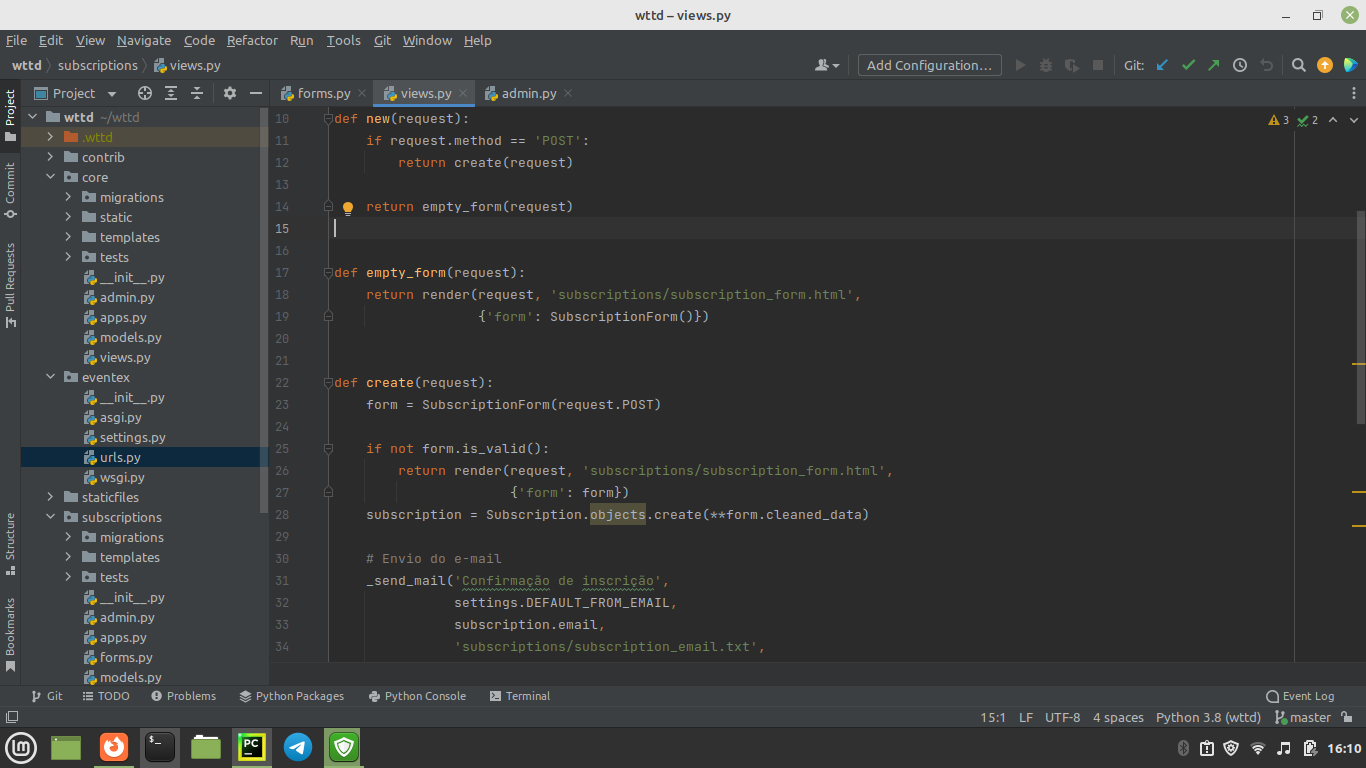 wttd – views.py
File Edit View Navigate Code Refactor Run Tools Git Window Help
wttd subscriptions views.py Add Configuration... Git:
Project forms.py views.py admin.py
Project
Commit
Pull Requests
Structure
Bookmarks
wttd ~/wttd
.wttd
contrib
core
migrations
static
templates
tests
__init__.py
admin.py
apps.py
models.py
views.py
eventex
__init__.py
asgi.py
settings.py
urls.py
wsgi.py
staticfiles
subscriptions
migrations
templates
tests
__init__.py
admin.py
apps.py
forms.py
models.py
3 2
10 def new(request):
11     if request.method == 'POST':
12         return create(request)
13
14     return empty_form(request)
15
16
17 def empty_form(request):
18     return render(request, 'subscriptions/subscription_form.html',
19                   {'form': SubscriptionForm()})
20
21
22 def create(request):
23     form = SubscriptionForm(request.POST)
24
25     if not form.is_valid():
26         return render(request, 'subscriptions/subscription_form.html',
27                       {'form': form})
28     subscription = Subscription.objects.create(**form.cleaned_data)
29
30     # Envio do e-mail
31     _send_mail('Confirmação de inscrição',
32                settings.DEFAULT_FROM_EMAIL,
33                subscription.email,
34                'subscriptions/subscription_email.txt',
Git TODO Problems Python Packages Python Console Terminal Event Log
15:1 LF UTF-8 4 spaces Python 3.8 (wttd) master
PC
16:10